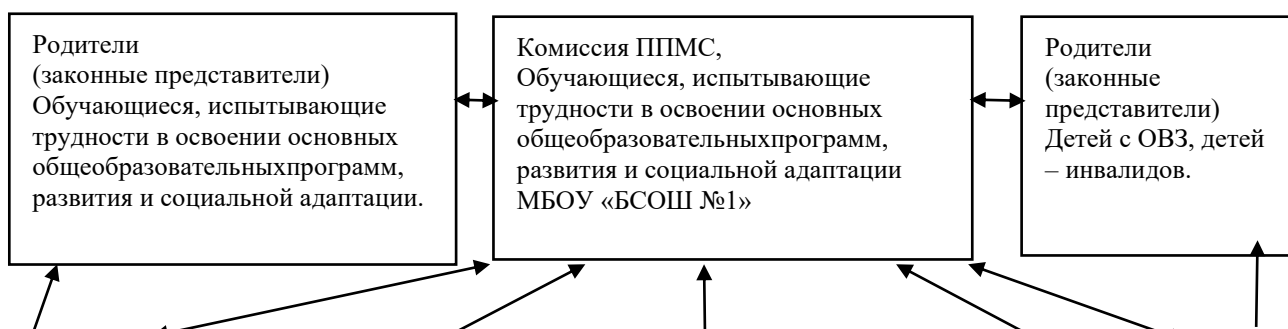 Родители
(законные представители)
Обучающиеся, испытывающие
трудности в освоении основных
общеобразовательныхпрограмм,
развития и социальной адаптации.
Комиссия ППМС,
Обучающиеся, испытывающие
трудности в освоении основных
общеобразовательныхпрограмм,
развития и социальной адаптации
МБОУ «БСОШ №1»
Родители
(законные
представители)
Детей с ОВЗ, детей
– инвалидов.